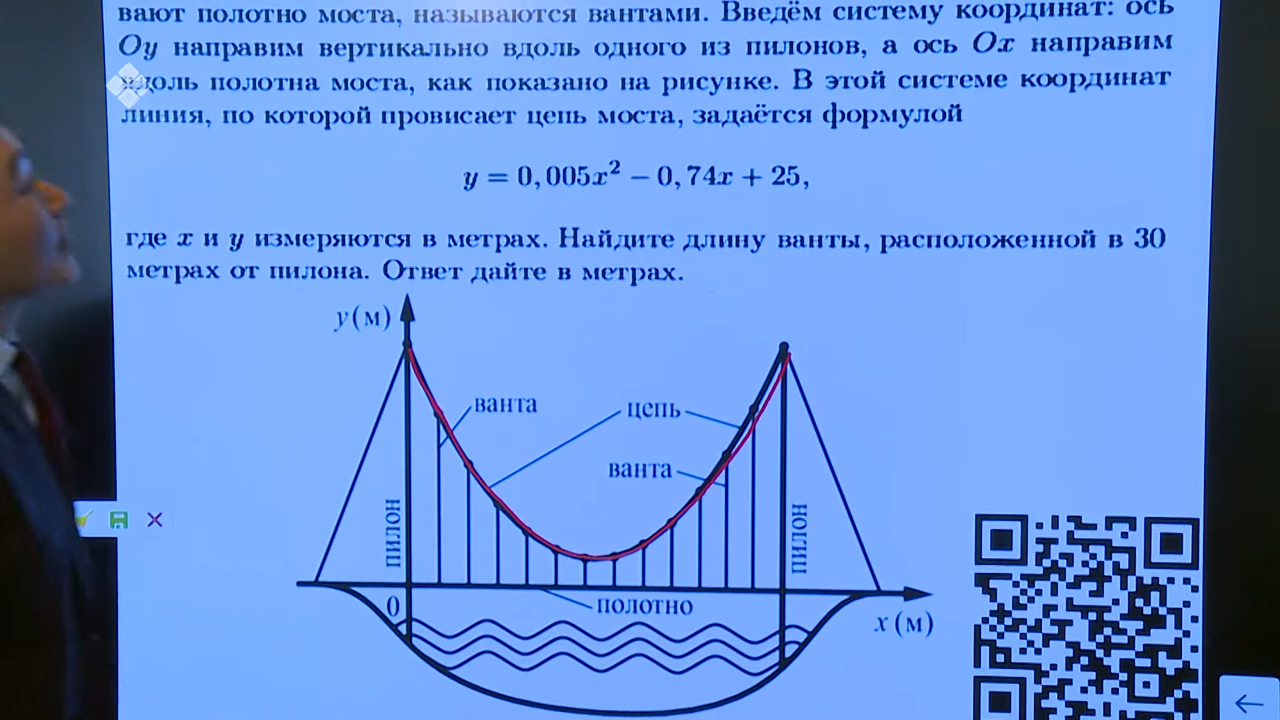 вают полотно моста, называются вантами. Введём систему координат: ось
Oy направим вертикально вдоль одного из пилонов, а ось Ox направим
вдоль полотна моста, как показано на рисунке. В этой системе координат
линия, по которой провисает цепь моста, задаётся формулой
y = 0,005x² − 0,74x + 25,
где x и y измеряются в метрах. Найдите длину ванты, расположенной в 30
метрах от пилона. Ответ дайте в метрах.
y(м)
ванта
цепь
ванта
пилон
пилон
0
полотно
x(м)